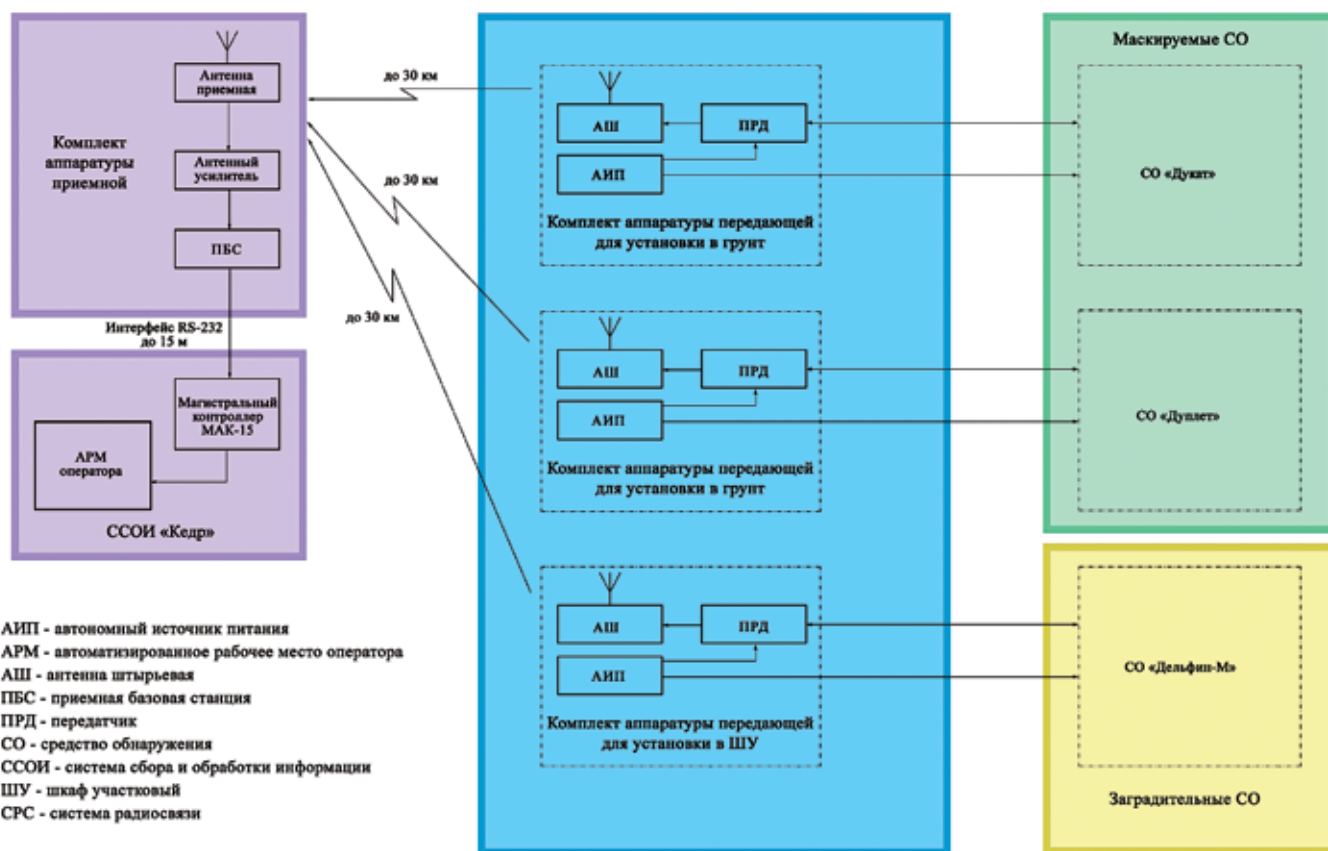 Антенна
приемная
Комплект
аппаратуры
приемной
Антенный
усилитель
ПБС
Интерфейс RS-232
до 15 м
Магистральный
контроллер
МАК-15
АРМ
оператора
ССОИ «Кедр»
до 30 км
до 30 км
до 30 км
АШ
ПРД
АИП
Комплект аппаратуры передающей
для установки в грунт
АШ
ПРД
АИП
Комплект аппаратуры передающей
для установки в грунт
АШ
ПРД
АИП
Комплект аппаратуры передающей
для установки в ШУ
Маскируемые СО
СО «Дукат»
СО «Дуплет»
СО «Дельфин-М»
Заградительные СО
АИП - автономный источник питания
АРМ - автоматизированное рабочее место оператора
АШ - антенна штырьевая
ПБС - приемная базовая станция
ПРД - передатчик
СО - средство обнаружения
ССОИ - система сбора и обработки информации
ШУ - шкаф участковый
СРС - система радиосвязи